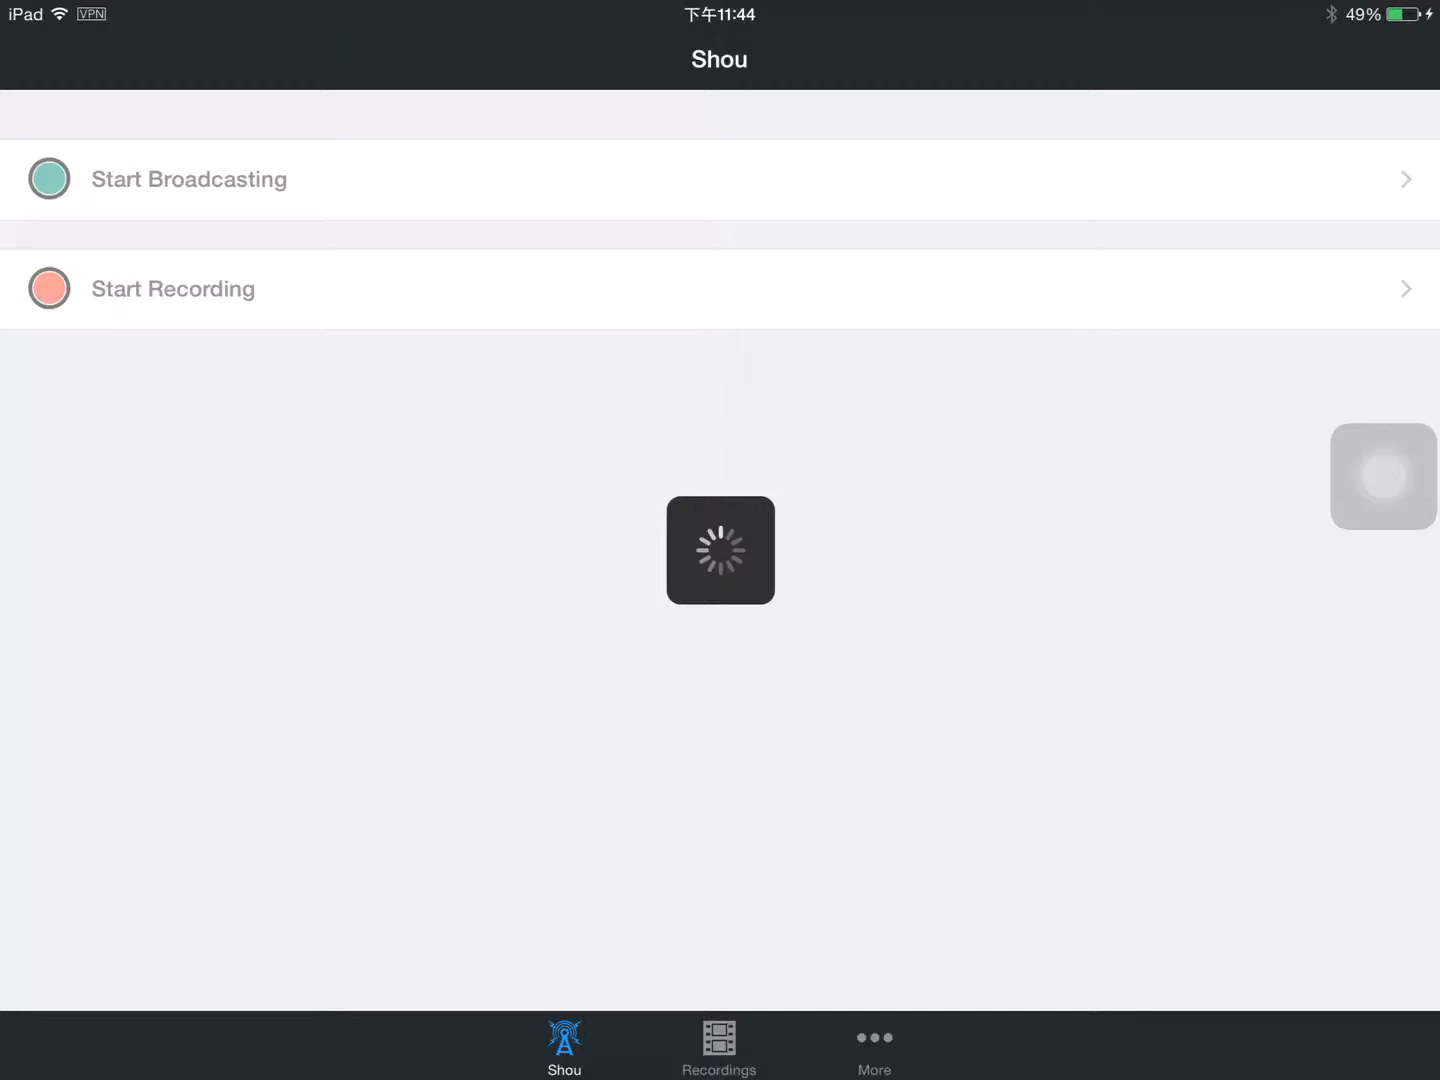 iPad VPN 下午11:44 49%
Shou
Start Broadcasting
Start Recording
Shou Recordings More